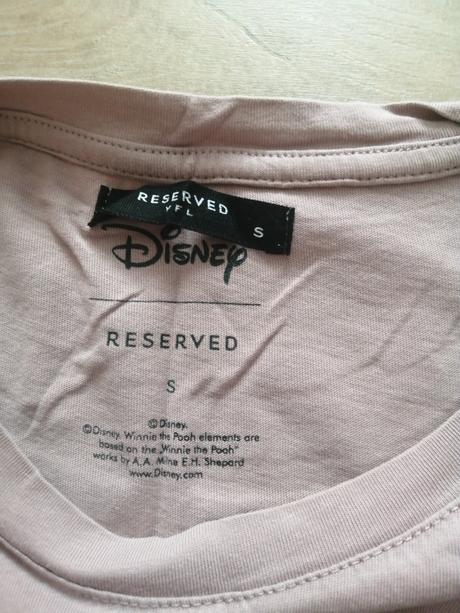 RESERVED
YFL
S
Disney
RESERVED
S
©Disney.
©Disney. Winnie the Pooh elements are
based on the „Winnie the Pooh"
works by A.A. Milne E.H. Shepard
www.Disney.com